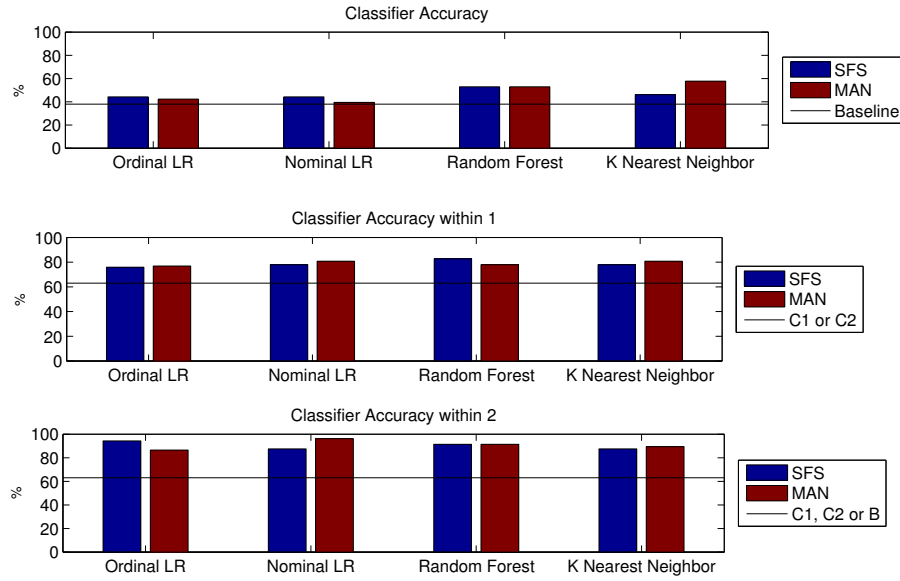 Classifier Accuracy
100
80
60
40
20
0
%
Ordinal LR
Nominal LR
Random Forest
K Nearest Neighbor
SFS
MAN
Baseline
Classifier Accuracy within 1
100
80
60
40
20
0
%
Ordinal LR
Nominal LR
Random Forest
K Nearest Neighbor
SFS
MAN
C1 or C2
Classifier Accuracy within 2
100
80
60
40
20
0
%
Ordinal LR
Nominal LR
Random Forest
K Nearest Neighbor
SFS
MAN
C1, C2 or B